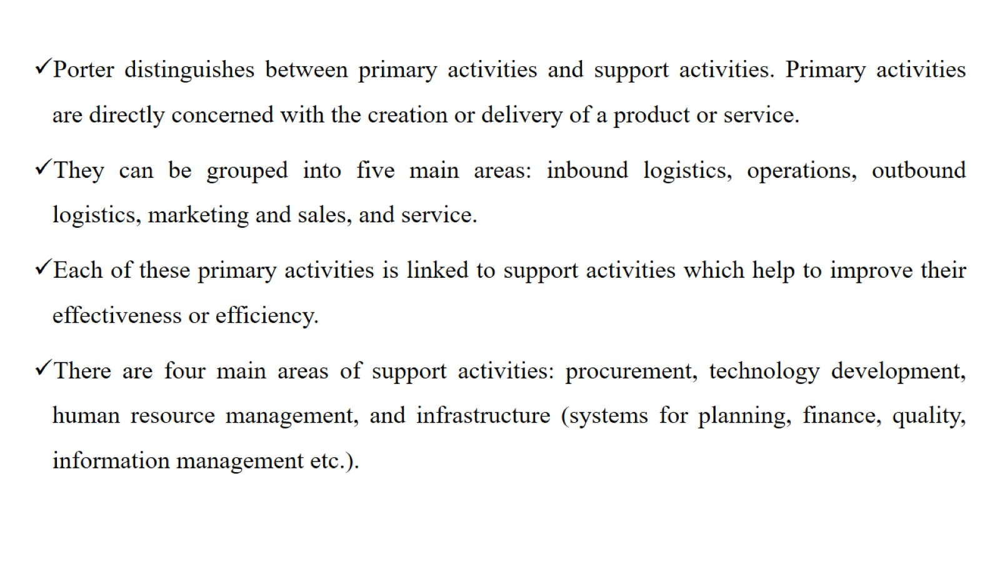 ✓Porter distinguishes between primary activities and support activities. Primary activities
are directly concerned with the creation or delivery of a product or service.
✓They can be grouped into five main areas: inbound logistics, operations, outbound
logistics, marketing and sales, and service.
✓Each of these primary activities is linked to support activities which help to improve their
effectiveness or efficiency.
✓There are four main areas of support activities: procurement, technology development,
human resource management, and infrastructure (systems for planning, finance, quality,
information management etc.).